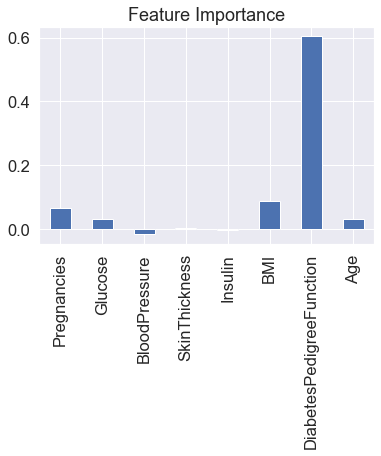 Feature Importance
0.6
0.4
0.2
0.0
Pregnancies
Glucose
BloodPressure
SkinThickness
Insulin
BMI
DiabetesPedigreeFunction
Age